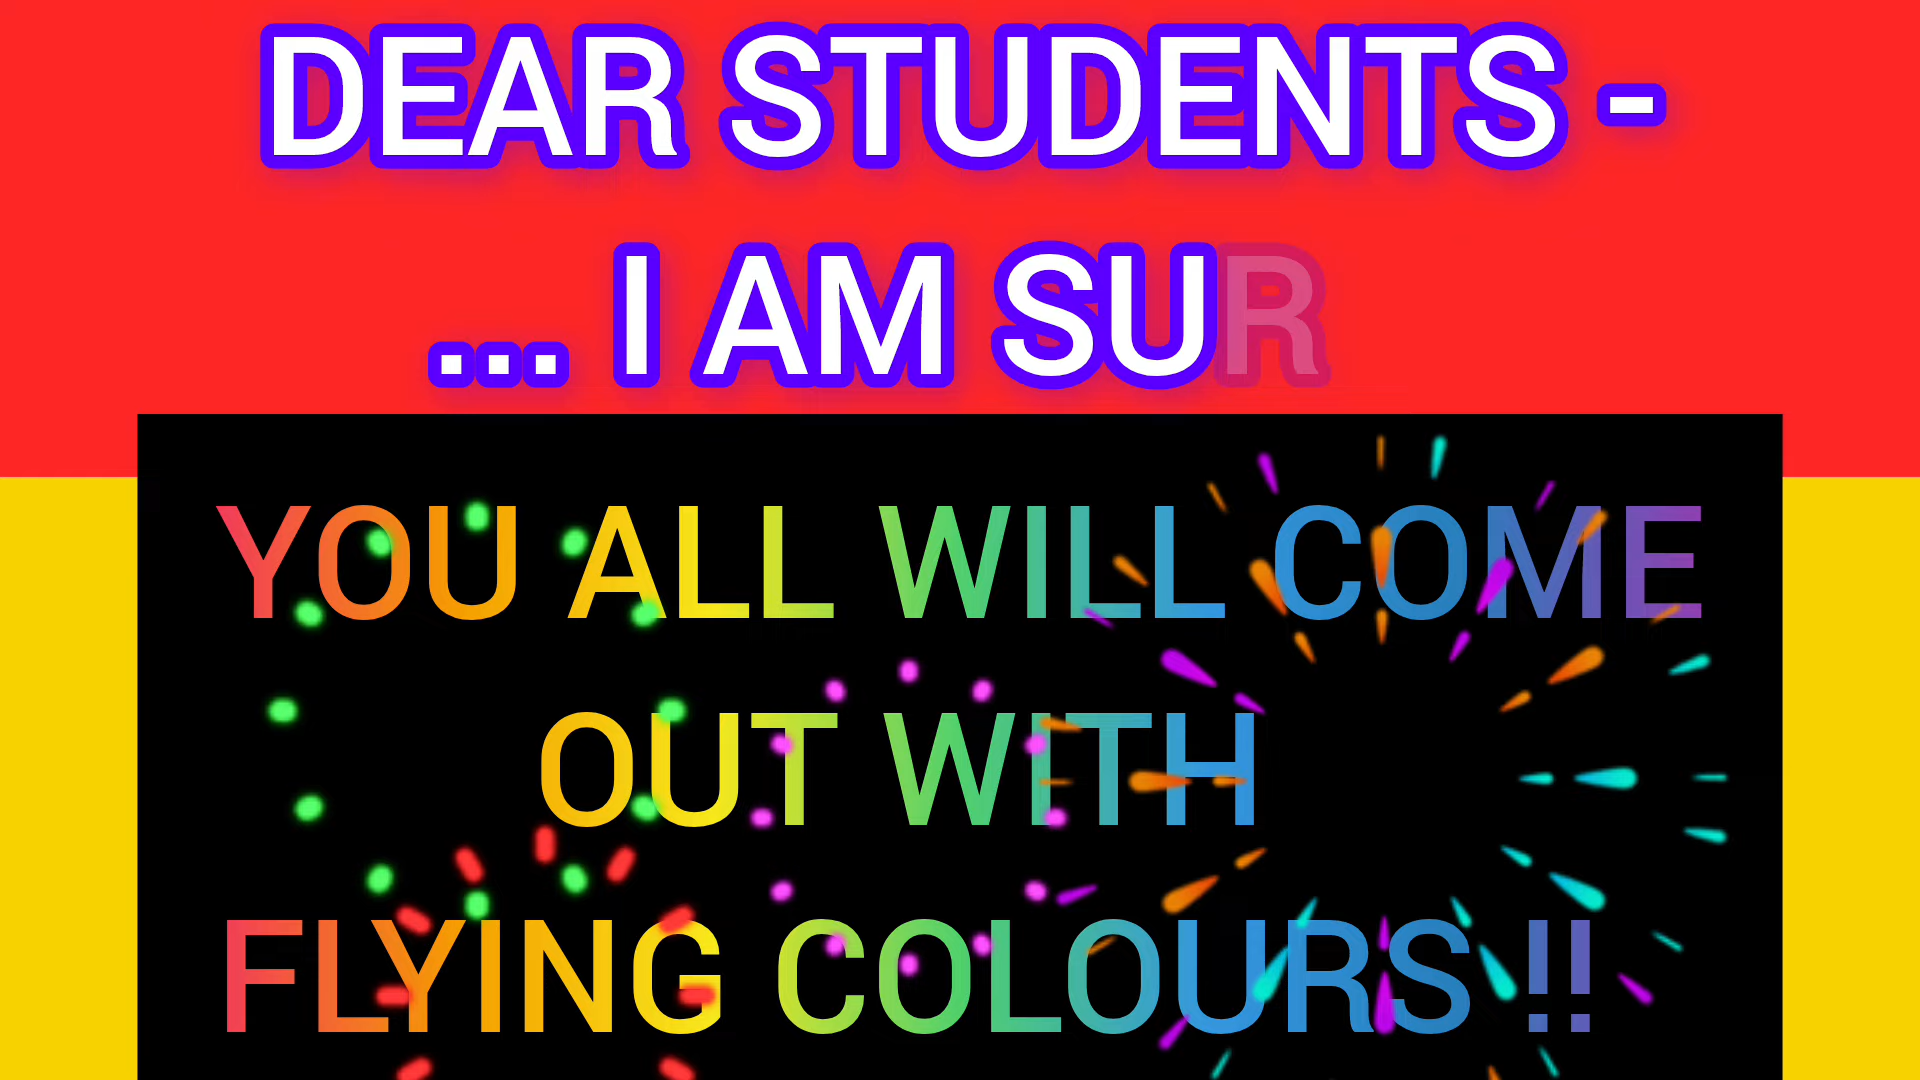 DEAR STUDENTS -
... I AM SUR
YOU ALL WILL COME
OUT WITH
FLYING COLOURS !!